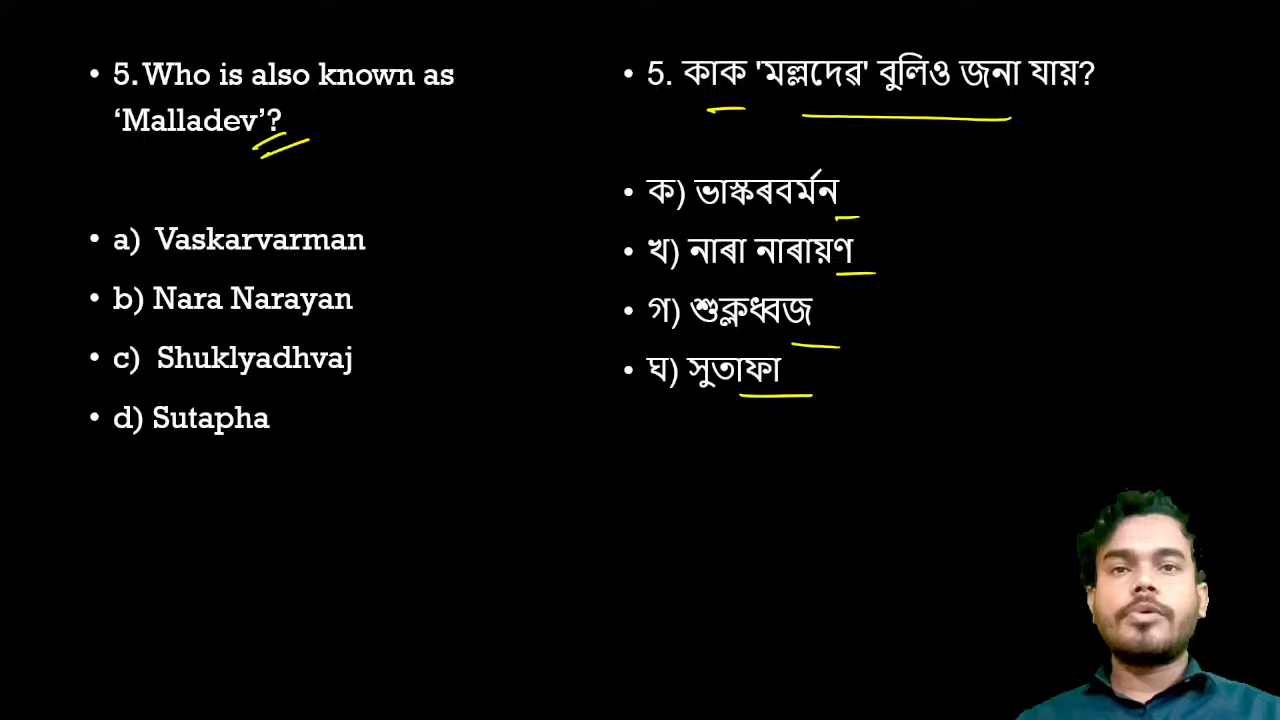 • 5. Who is also known as
‘Malladev’?
• a) Vaskarvarman
• b) Nara Narayan
• c) Shuklyadhvaj
• d) Sutapha
• 5. কাক 'মল্লদেৱ' বুলিও জনা যায়?
• ক) ভাস্কৰবৰ্মন
• খ) নাৰা নাৰায়ণ
• গ) শুক্লধ্বজ
• ঘ) সুতাফা